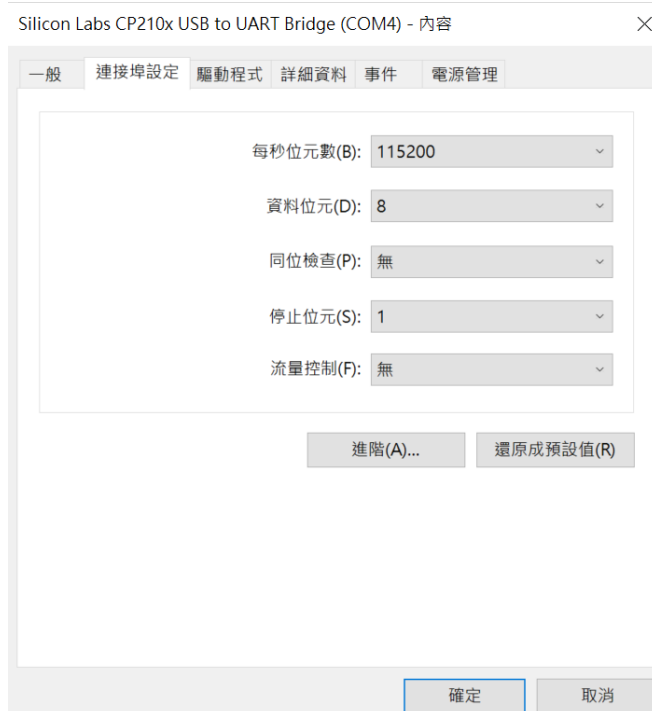 Silicon Labs CP210x USB to UART Bridge (COM4) - 內容
一般 連接埠設定 驅動程式 詳細資料 事件 電源管理
每秒位元數(B): 115200
資料位元(D): 8
同位檢查(P): 無
停止位元(S): 1
流量控制(F): 無
進階(A)... 還原成預設值(R)
確定 取消